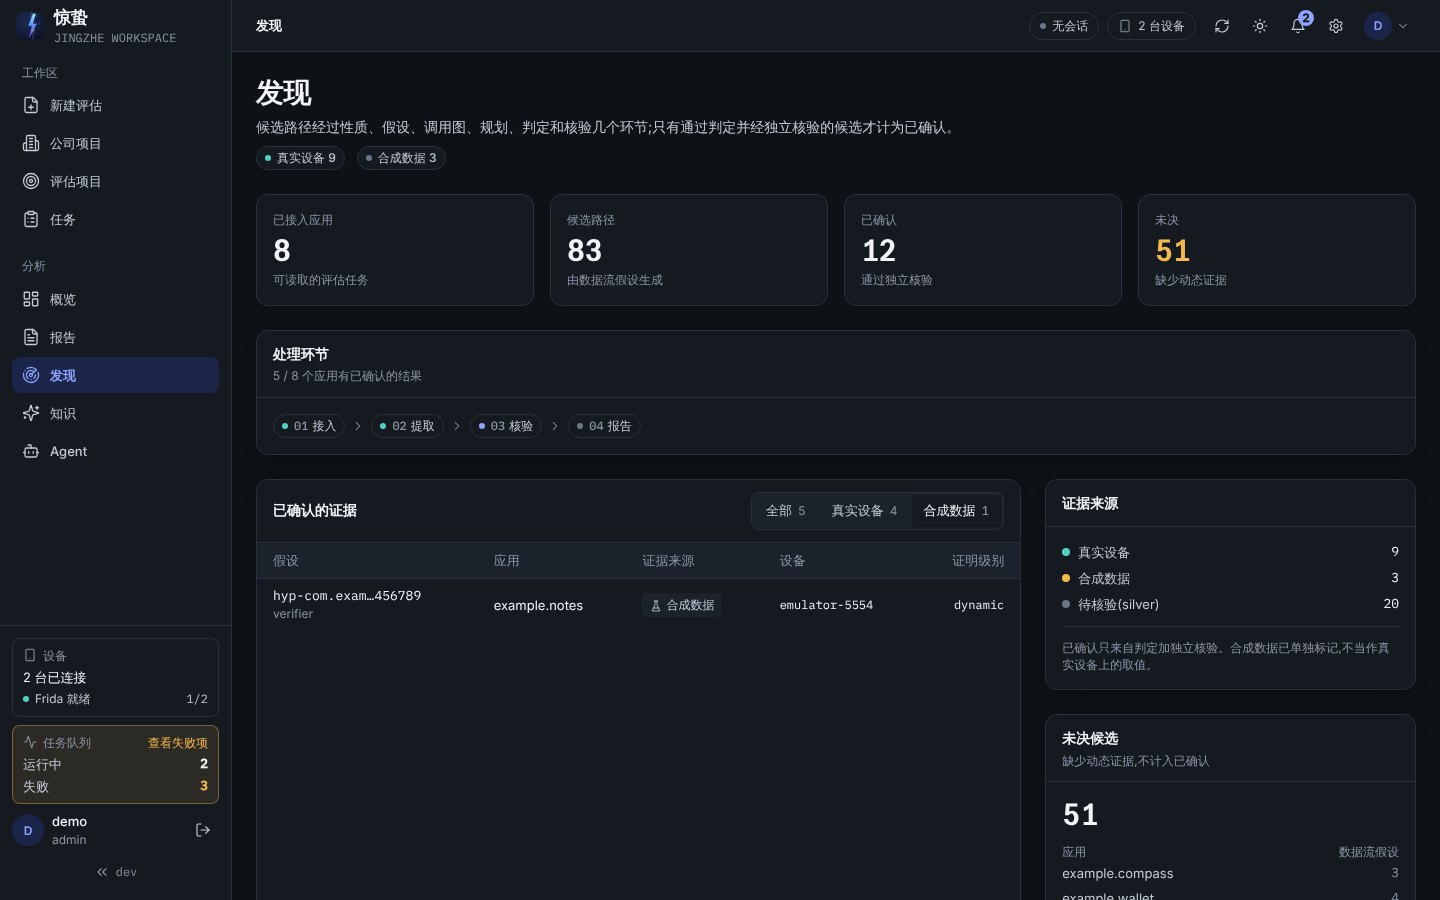 惊蛰
JINGZHE WORKSPACE
工作区
新建评估
公司项目
评估项目
任务
分析
概览
报告
发现
知识
Agent
设备
2 台已连接
Frida 就绪 1/2
任务队列 查看失败项
运行中 2
失败 3
D demo
admin
dev
发现
无会话 2 台设备 2 D
发现
候选路径经过性质、假设、调用图、规划、判定和核验几个环节;只有通过判定并经独立核验的候选才计为已确认。
真实设备 9 合成数据 3
已接入应用
8
可读取的评估任务
候选路径
83
由数据流假设生成
已确认
12
通过独立核验
未决
51
缺少动态证据
处理环节
5 / 8 个应用有已确认的结果
01 接入 02 提取 03 核验 04 报告
已确认的证据 全部 5 真实设备 4 合成数据 1
假设 应用 证据来源 设备 证明级别
hyp-com.exam…456789 example.notes 合成数据 emulator-5554 dynamic
verifier
证据来源
真实设备 9
合成数据 3
待核验(silver) 20
已确认只来自判定加独立核验。合成数据已单独标记,不当作真
实设备上的取值。
未决候选
缺少动态证据,不计入已确认
51
应用 数据流假设
example.compass 3
example.wallet 4